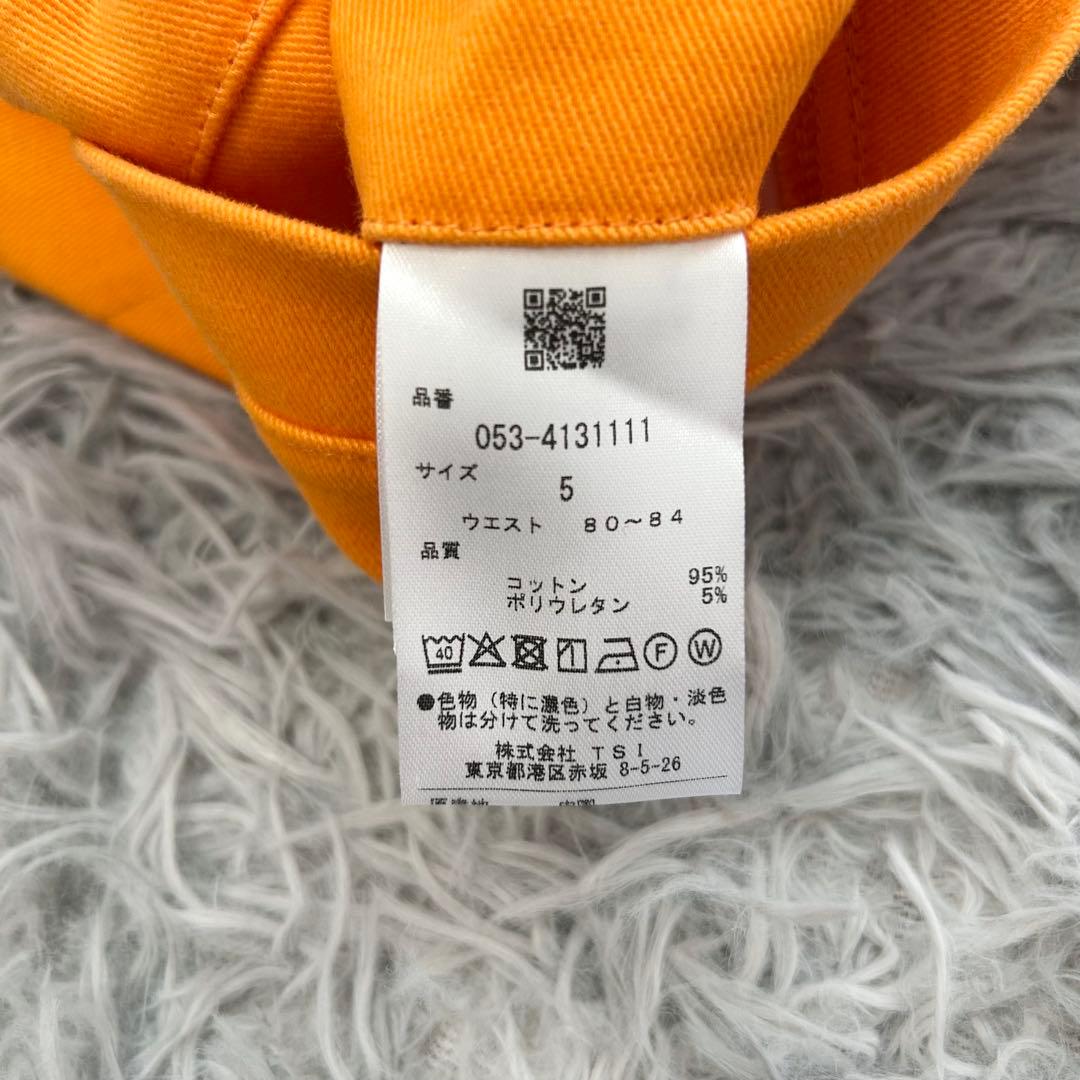 品番
053-4131111
サイズ
5
ウエスト 80～84
品質
コットン 95%
ポリウレタン 5%
40
F W
●色物（特に濃色）と白物・淡色
物は分けて洗ってください。
株式会社 TSI
東京都港区赤坂 8-5-26